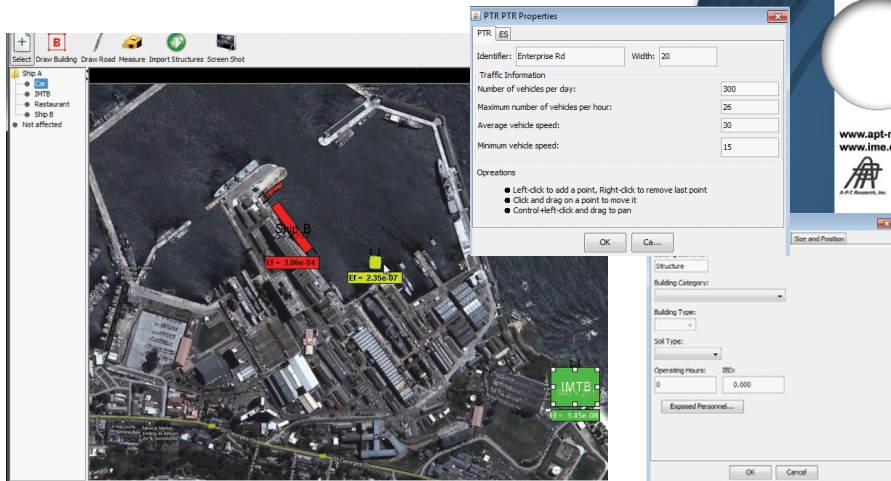 PTR PTR Properties
PTR ES
Identifier: Enterprise Rd Width: 20
Traffic Information
Number of vehicles per day: 300
Maximum number of vehicles per hour: 26
Average vehicle speed: 30
Minimum vehicle speed: 15
Opreations
Left-click to add a point, Right-click to remove last point
Click and drag on a point to move it
Control+left-click and drag to pan
OK Ca...
Select Draw Building Draw Road Measure Import Structures Screen Shot
Ship A
Car
IMTB
Restaurant
Ship B
Not affected
Ship B
Ef = 3.06e-04
Ef = 2.35e-07
IMTB
Ef = 1.45e-08
www.apt-r
www.ime.
A-P-T Research, Inc.
Size and Position
Structure
Building Category:
Building Type:
Soil Type:
Operating Hours: IBD:
0 0.000
Exposed Personnel...
OK Cancel